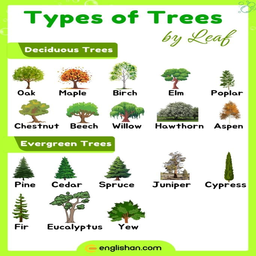 Types of Trees
by Leaf
Deciduous Trees
Oak Maple Birch Elm Poplar
Chestnut Beech Willow Hawthorn Aspen
Evergreen Trees
Pine Cedar Spruce Juniper Cypress
Fir Eucalyptus Yew
englishan.com